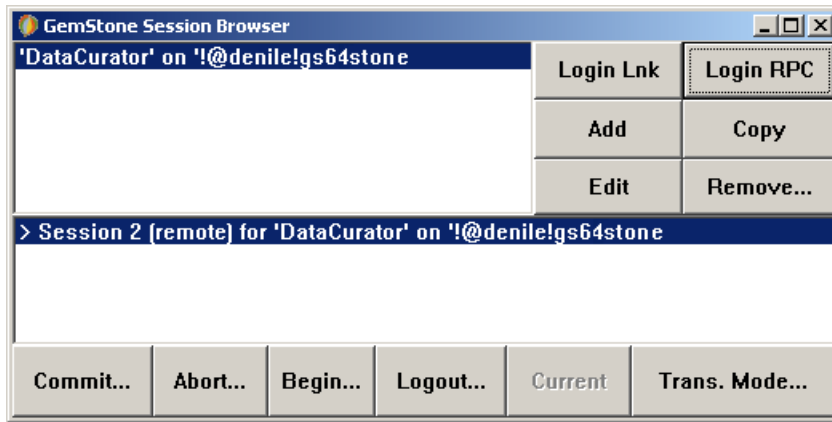 GemStone Session Browser
'DataCurator' on '!@denile!gs64stone
Login Lnk
Login RPC
Add
Copy
Edit
Remove...
> Session 2 (remote) for 'DataCurator' on '!@denile!gs64stone
Commit...
Abort...
Begin...
Logout...
Current
Trans. Mode...